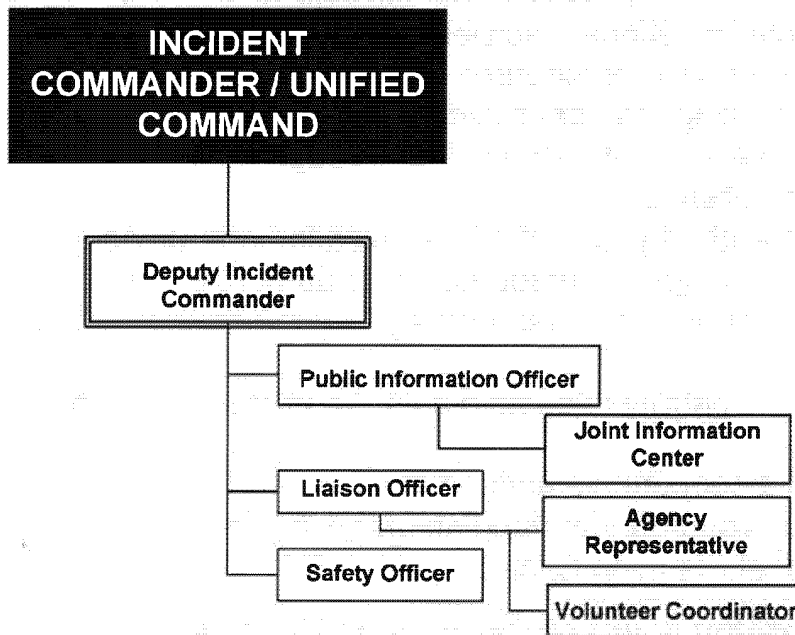 INCIDENT
COMMANDER / UNIFIED
COMMAND
Deputy Incident
Commander
Public Information Officer
Joint Information
Center
Liaison Officer
Agency
Representative
Safety Officer
Volunteer Coordinator